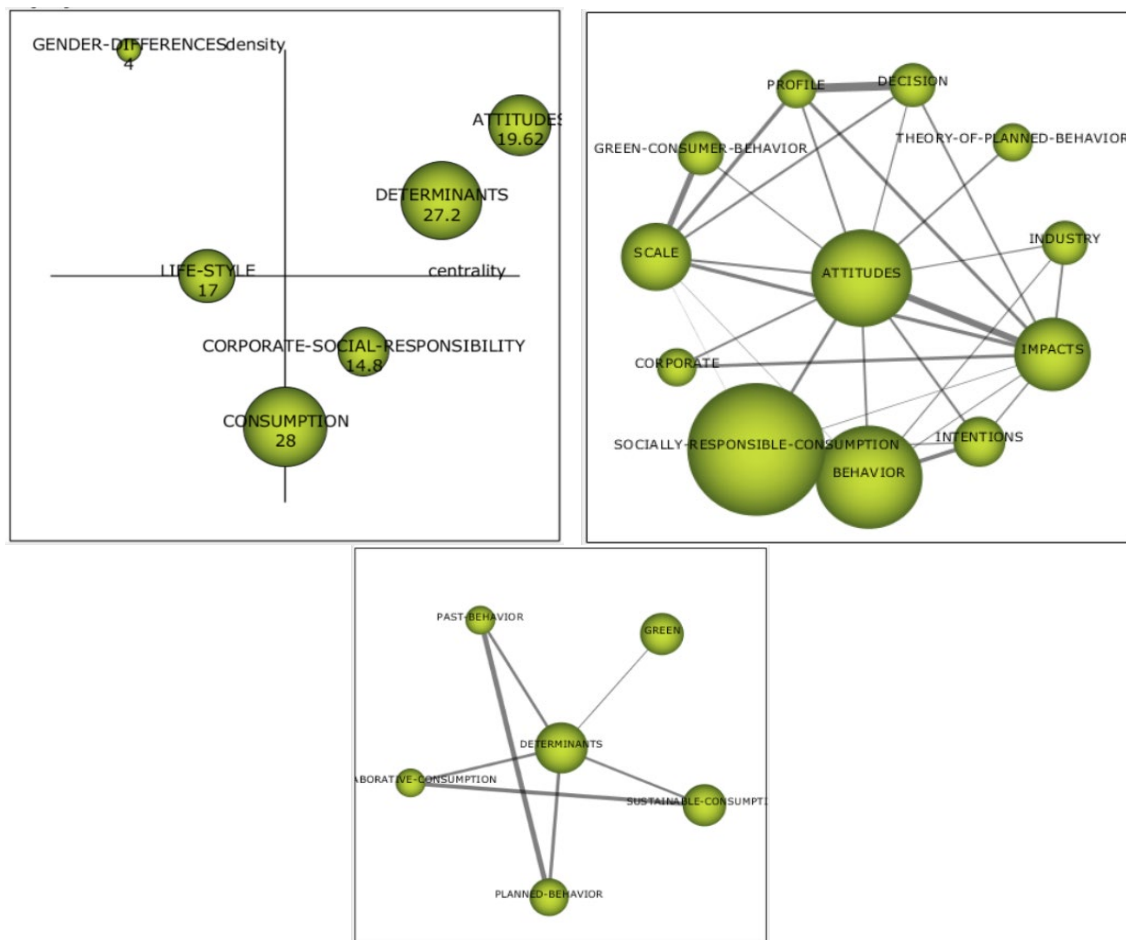 GENDER-DIFFERENCES
4
density
ATTITUDES
19.62
DETERMINANTS
27.2
LIFE-STYLE
17
centrality
CORPORATE-SOCIAL-RESPONSIBILITY
14.8
CONSUMPTION
28
PROFILE
DECISION
GREEN-CONSUMER-BEHAVIOR
THEORY-OF-PLANNED-BEHAVIOR
SCALE
ATTITUDES
INDUSTRY
IMPACTS
CORPORATE
SOCIALLY-RESPONSIBLE-CONSUMPTION
INTENTIONS
BEHAVIOR
PAST-BEHAVIOR
GREEN
DETERMINANTS
ABORATIVE-CONSUMPTION
SUSTAINABLE-CONSUMPTI
PLANNED-BEHAVIOR